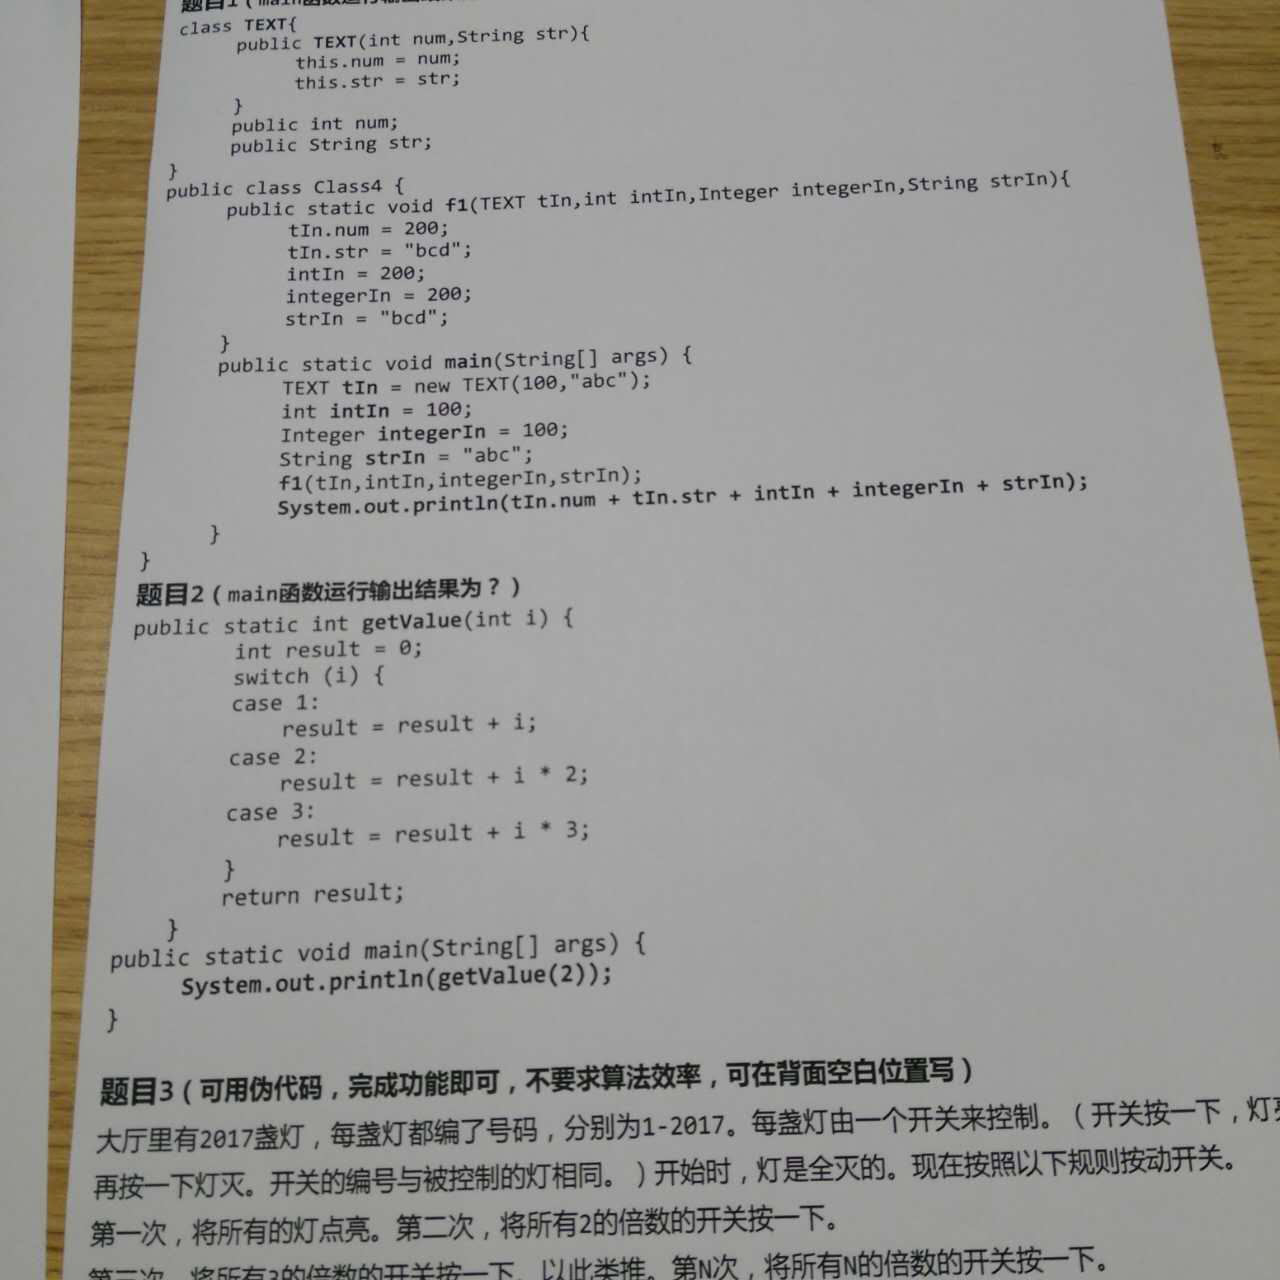 题目1（main函数运行输出结果
class TEXT{
public TEXT(int num,String str){
this.num = num;
this.str = str;
}
public int num;
public String str;
}
public class Class4 {
public static void f1(TEXT tIn,int intIn,Integer integerIn,String strIn){
tIn.num = 200;
tIn.str = "bcd";
intIn = 200;
integerIn = 200;
strIn = "bcd";
}
public static void main(String[] args) {
TEXT tIn = new TEXT(100,"abc");
int intIn = 100;
Integer integerIn = 100;
String strIn = "abc";
f1(tIn,intIn,integerIn,strIn);
System.out.println(tIn.num + tIn.str + intIn + integerIn + strIn);
}
}
题目2（main函数运行输出结果为？）
public static int getValue(int i) {
int result = 0;
switch (i) {
case 1:
result = result + i;
case 2:
result = result + i * 2;
case 3:
result = result + i * 3;
}
return result;
}
public static void main(String[] args) {
System.out.println(getValue(2));
}
题目3（可用伪代码，完成功能即可，不要求算法效率，可在背面空白位置写）
大厅里有2017盏灯，每盏灯都编了号码，分别为1-2017。每盏灯由一个开关来控制。（开关按一下，灯
再按一下灯灭。开关的编号与被控制的灯相同。）开始时，灯是全灭的。现在按照以下规则按动开关。
第一次，将所有的灯点亮。第二次，将所有2的倍数的开关按一下。
第三次，将所有3的倍数的开关按一下。以此类推。第N次，将所有N的倍数的开关按一下。